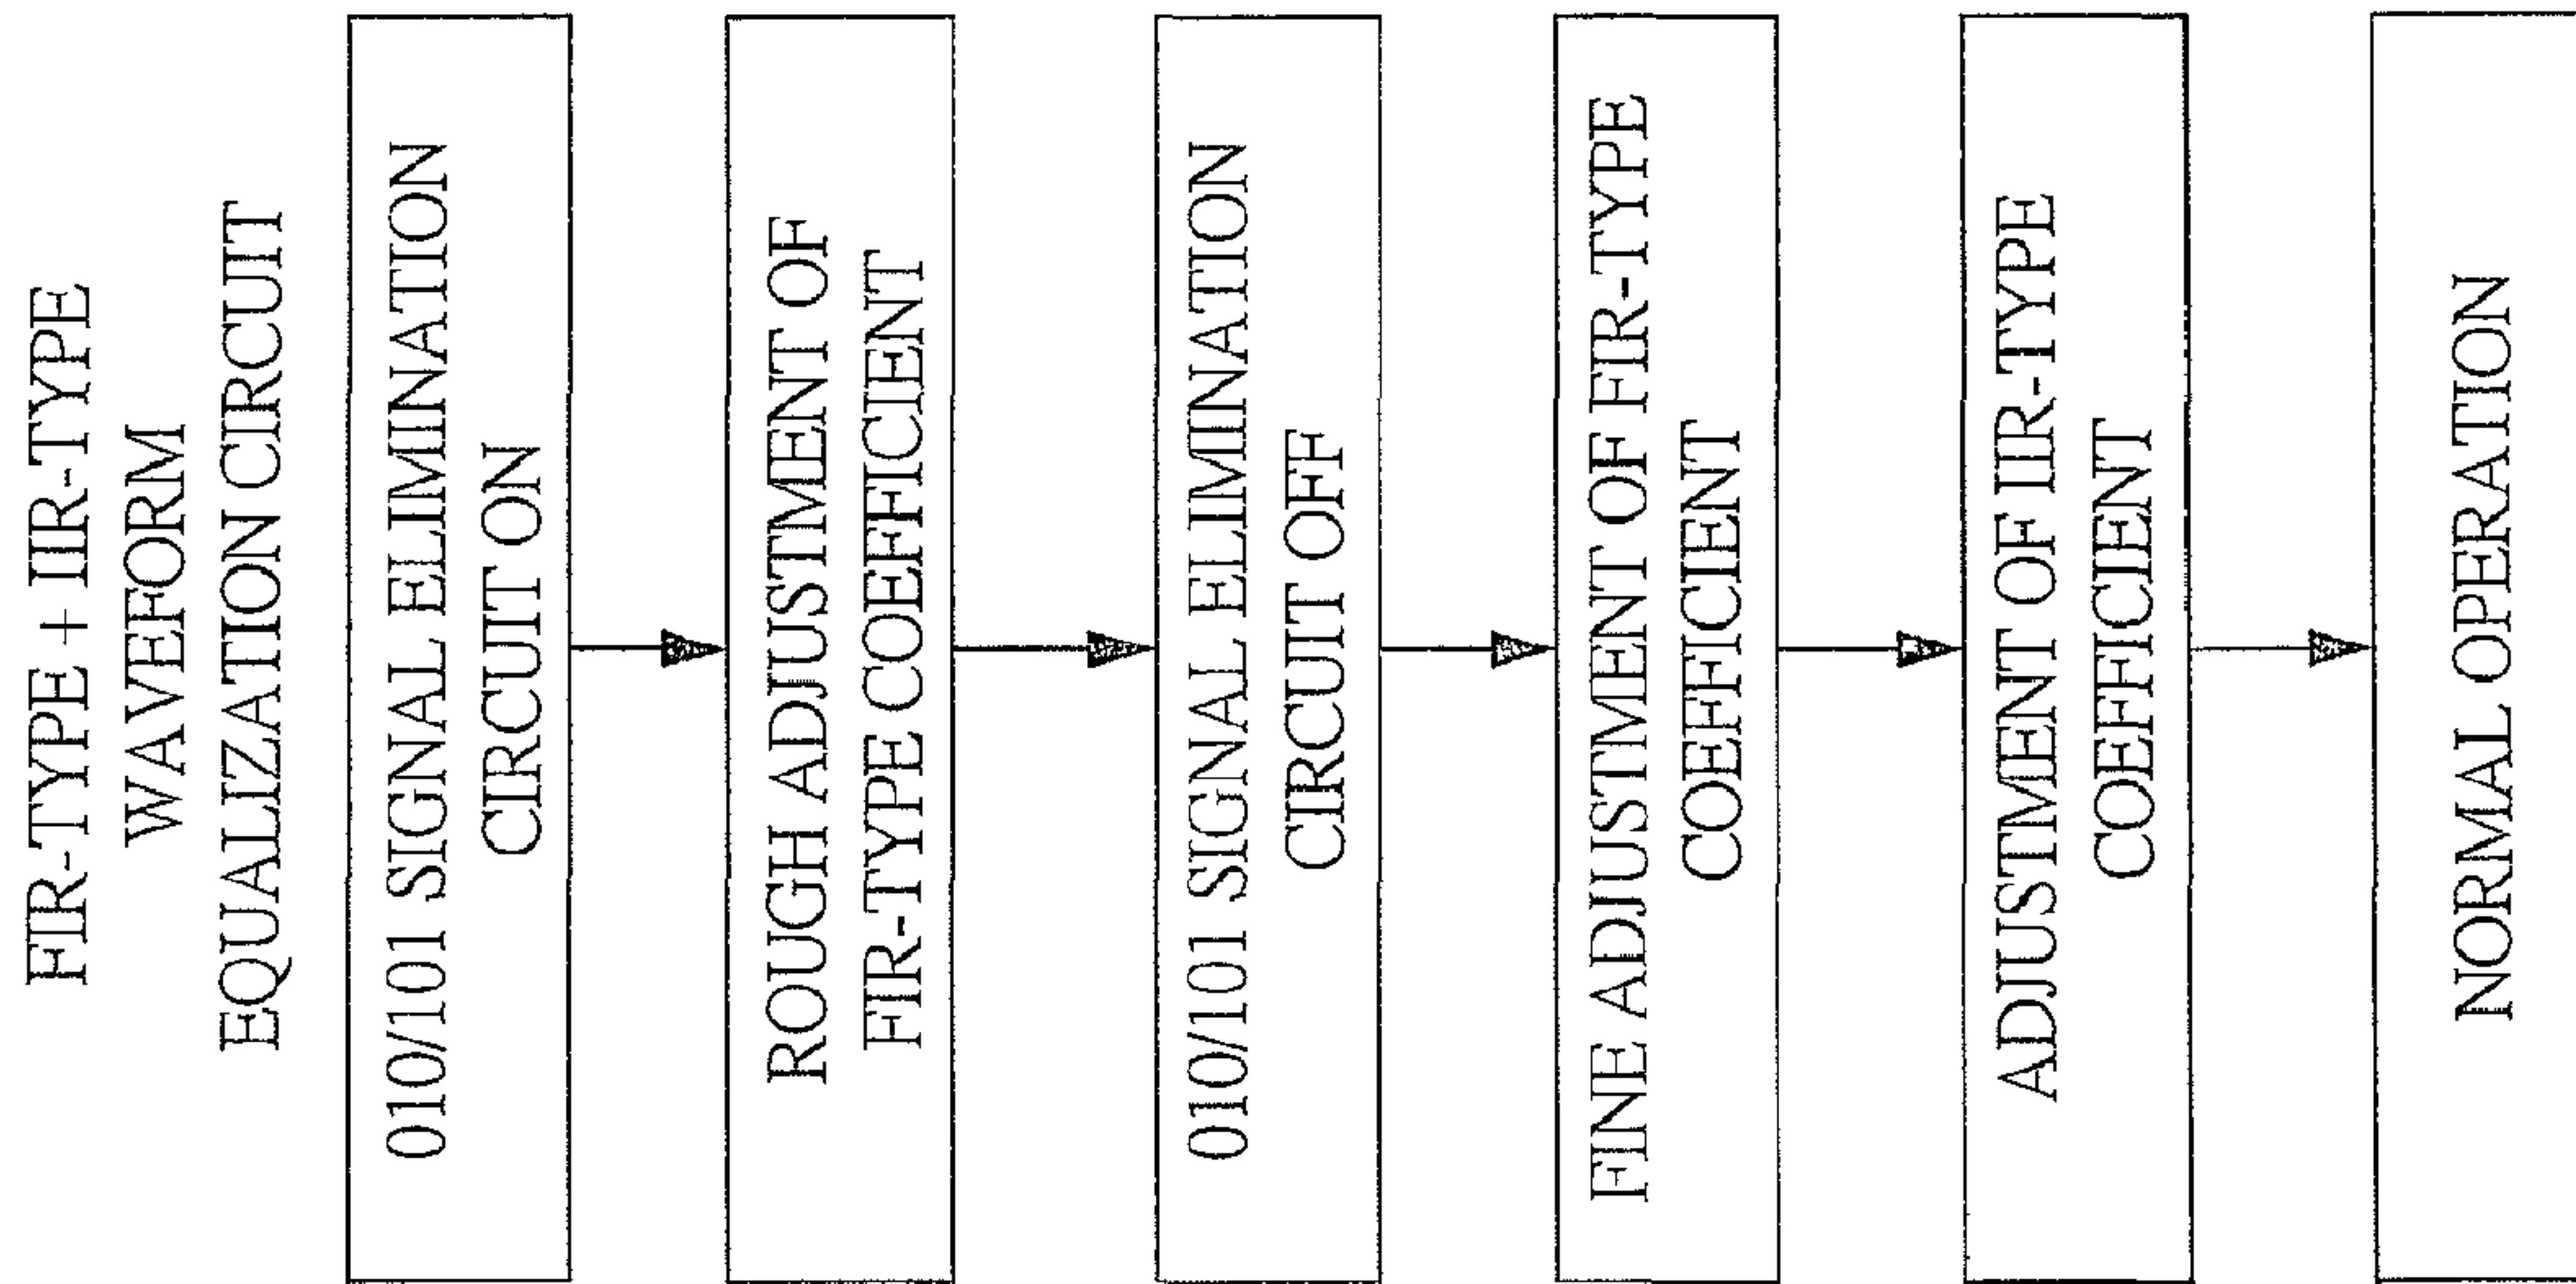 FIR-TYPE + IIR-TYPE
WAVEFORM
EQUALIZATION CIRCUIT
010/101 SIGNAL ELIMINATION
CIRCUIT ON
ROUGH ADJUSTMENT OF
FIR-TYPE COEFFICIENT
010/101 SIGNAL ELIMINATION
CIRCUIT OFF
FINE ADJUSTMENT OF FIR-TYPE
COEFFICIENT
ADJUSTMENT OF IIR-TYPE
COEFFICIENT
NORMAL OPERATION